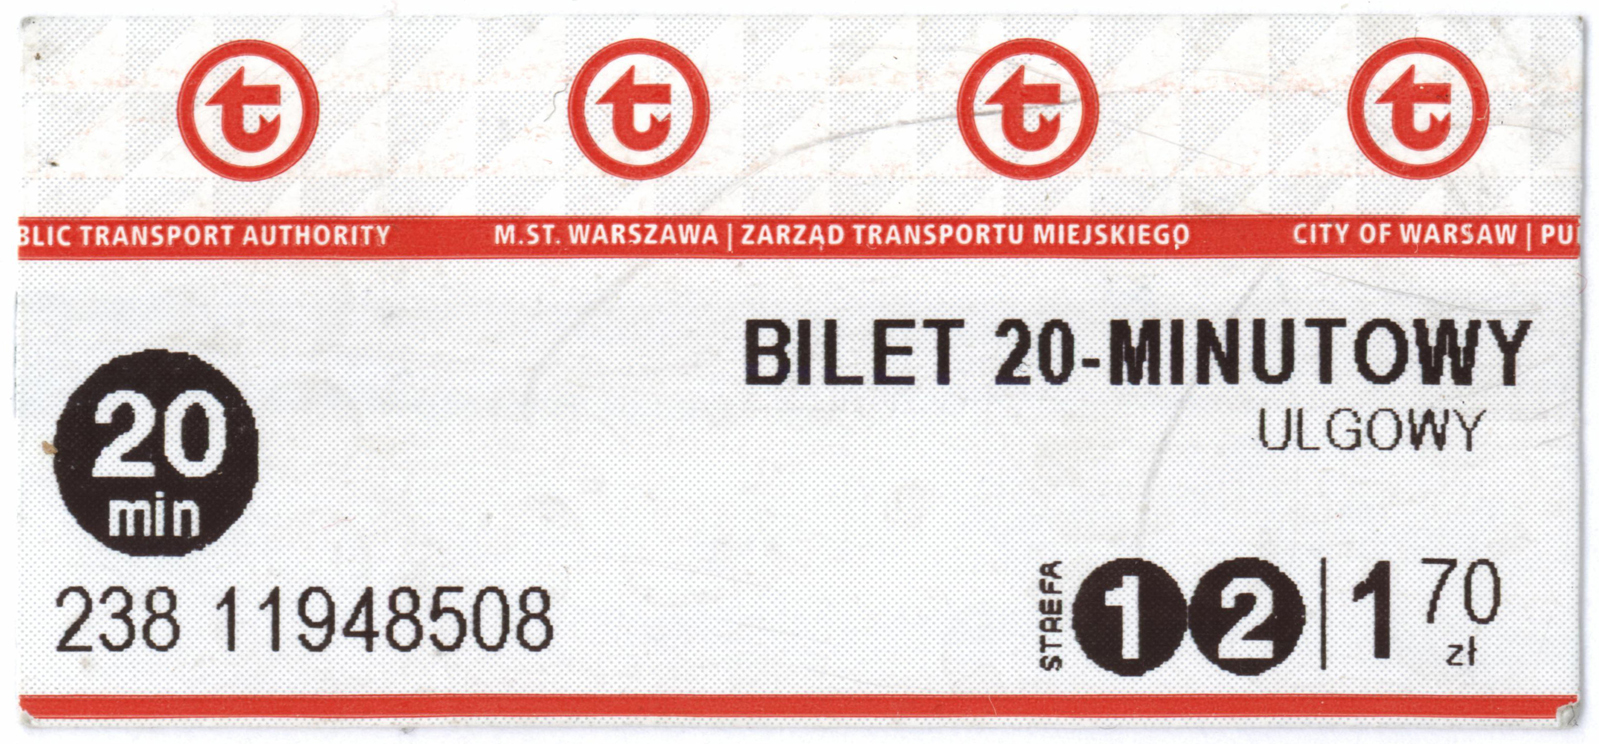 BLIC TRANSPORT AUTHORITY M.ST. WARSZAWA | ZARZĄD TRANSPORTU MIEJSKIEGO CITY OF WARSAW | PU
BILET 20-MINUTOWY
ULGOWY
20
min
238 11948508
STREFA 1 2 | 1 70 zł